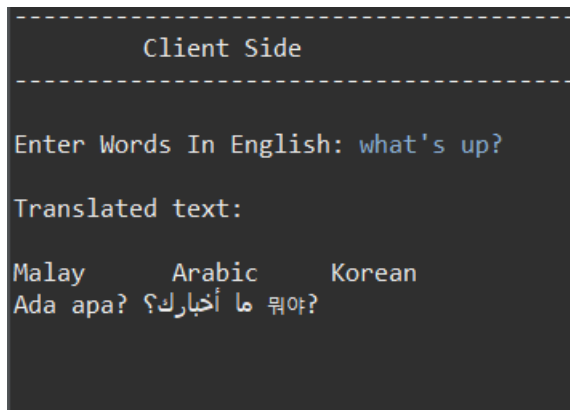 ------------------------------------
Client Side
------------------------------------
Enter Words In English: what's up?
Translated text:
Malay Arabic Korean
Ada apa? ما أخبارك؟ 뭐야?